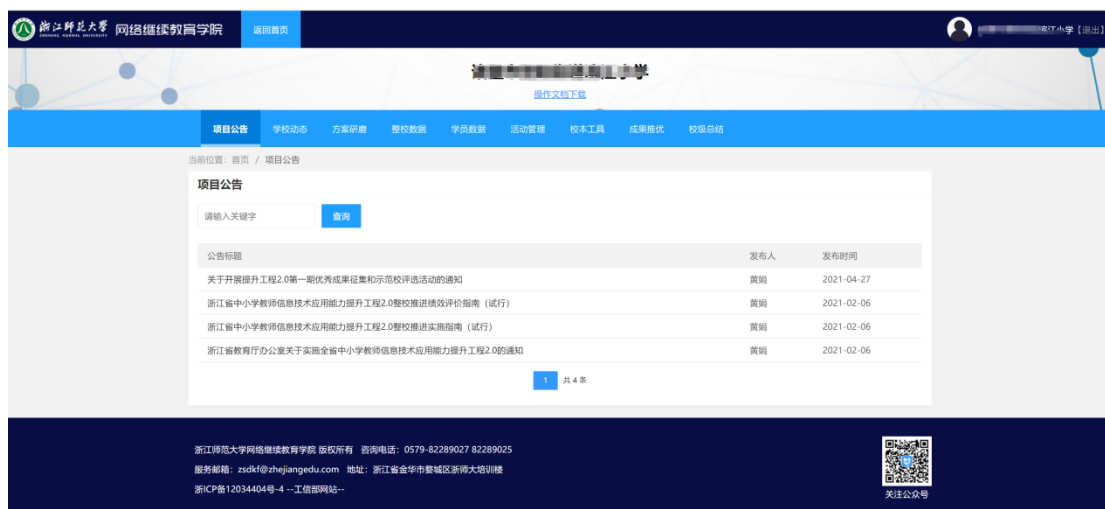 浙江师范大学 网络继续教育学院 返回首页
ZHEJIANG NORMAL UNIVERSITY
江小学【退出】
小学
操作文档下载
项目公告 学校动态 方案研磨 整校数据 学员数据 活动管理 校本工具 成果推优 校级总结
当前位置：首页 / 项目公告
项目公告
请输入关键字 查询
公告标题 发布人 发布时间
关于开展提升工程2.0第一期优秀成果征集和示范校评选活动的通知 黄娟 2021-04-27
浙江省中小学教师信息技术应用能力提升工程2.0整校推进绩效评价指南（试行） 黄娟 2021-02-06
浙江省中小学教师信息技术应用能力提升工程2.0整校推进实施指南（试行） 黄娟 2021-02-06
浙江省教育厅办公室关于实施全省中小学教师信息技术应用能力提升工程2.0的通知 黄娟 2021-02-06
1 共 4 条
浙江师范大学网络继续教育学院 版权所有 咨询电话：0579-82289027 82289025
服务邮箱：zsdkf@zhejiangedu.com 地址：浙江省金华市婺城区浙师大培训楼
浙ICP备12034404号-4 --工信部网站--
关注公众号